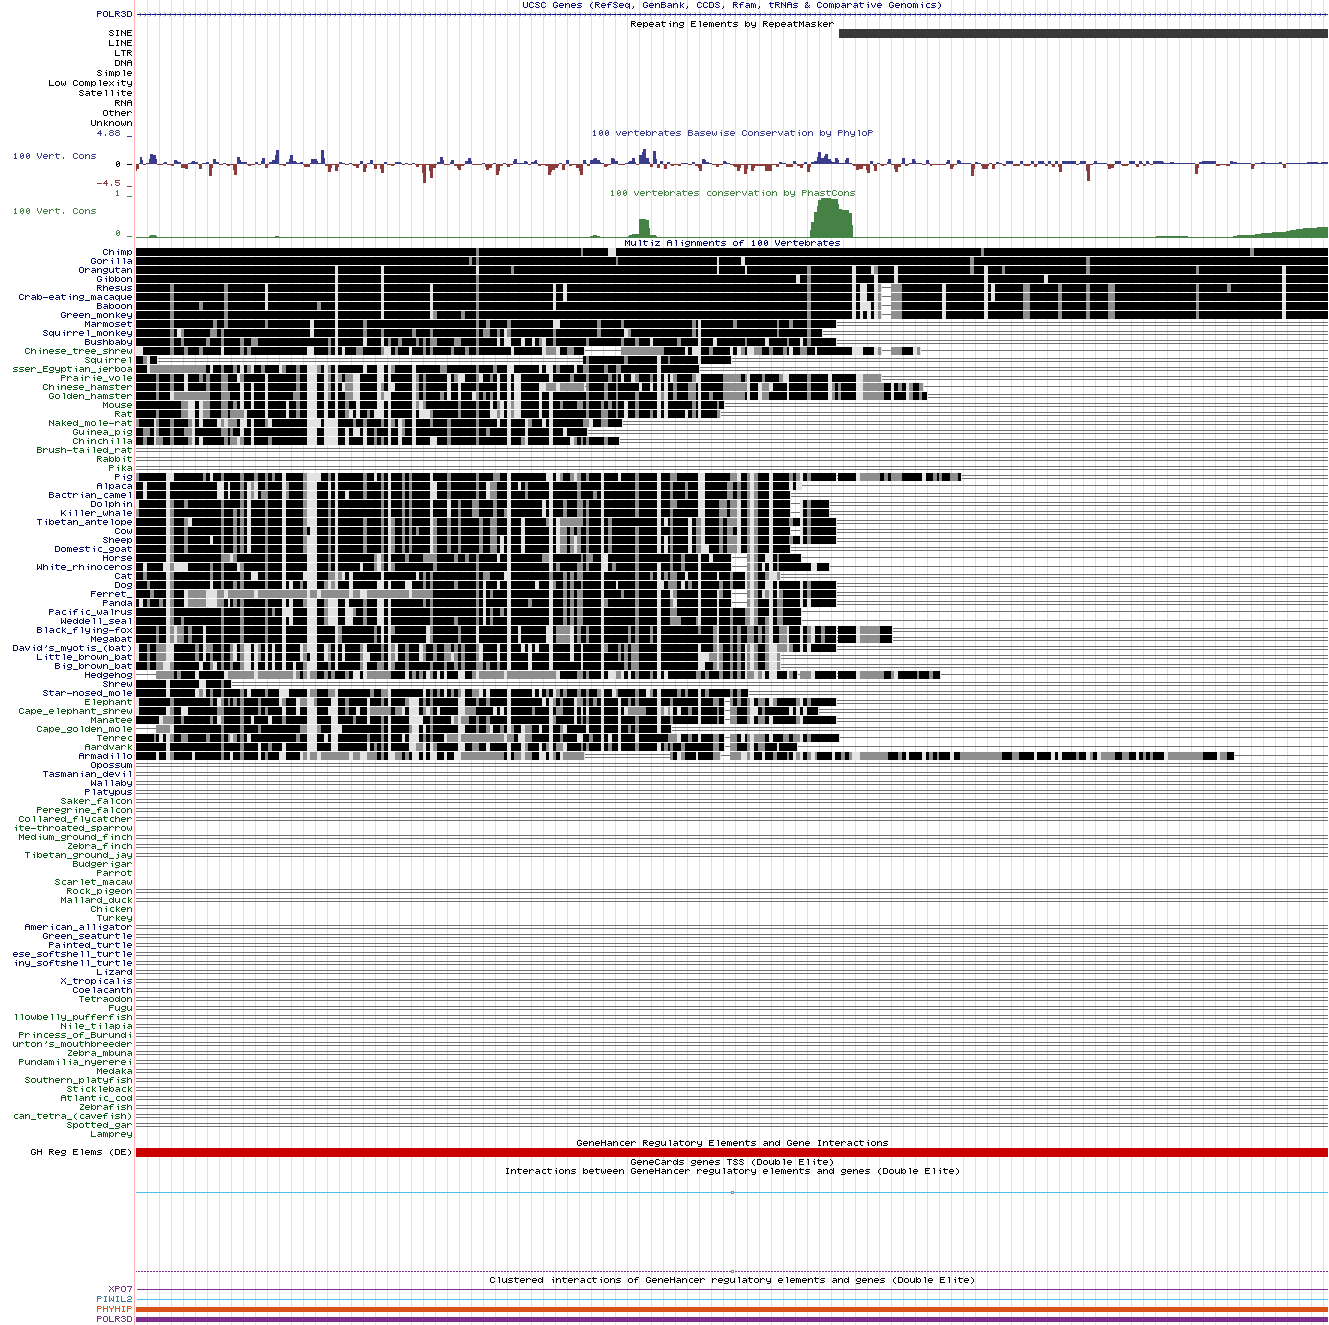 UCSC Genes (RefSeq, GenBank, CCDS, Rfam, tRNAs & Comparative Genomics)
POLR3D
Repeating Elements by RepeatMasker
SINE
LINE
LTR
DNA
Simple
Low Complexity
Satellite
RNA
Other
Unknown
4.88 _
100 vertebrates Basewise Conservation by PhyloP
100 Vert. Cons
0 _
-4.5 _
1 _
100 vertebrates conservation by PhastCons
100 Vert. Cons
0 _
Multiz Alignments of 100 Vertebrates
Chimp
Gorilla
Orangutan
Gibbon
Rhesus
Crab-eating_macaque
Baboon
Green_monkey
Marmoset
Squirrel_monkey
Bushbaby
Chinese_tree_shrew
Squirrel
sser_Egyptian_jerboa
Prairie_vole
Chinese_hamster
Golden_hamster
Mouse
Rat
Naked_mole-rat
Guinea_pig
Chinchilla
Brush-tailed_rat
Rabbit
Pika
Pig
Alpaca
Bactrian_camel
Dolphin
Killer_whale
Tibetan_antelope
Cow
Sheep
Domestic_goat
Horse
White_rhinoceros
Cat
Dog
Ferret_
Panda
Pacific_walrus
Weddell_seal
Black_flying-fox
Megabat
David's_myotis_(bat)
Little_brown_bat
Big_brown_bat
Hedgehog
Shrew
Star-nosed_mole
Elephant
Cape_elephant_shrew
Manatee
Cape_golden_mole
Tenrec
Aardvark
Armadillo
Opossum
Tasmanian_devil
Wallaby
Platypus
Saker_falcon
Peregrine_falcon
Collared_flycatcher
ite-throated_sparrow
Medium_ground_finch
Zebra_finch
Tibetan_ground_jay
Budgerigar
Parrot
Scarlet_macaw
Rock_pigeon
Mallard_duck
Chicken
Turkey
American_alligator
Green_seaturtle
Painted_turtle
ese_softshell_turtle
iny_softshell_turtle
Lizard
X_tropicalis
Coelacanth
Tetraodon
Fugu
llowbelly_pufferfish
Nile_tilapia
Princess_of_Burundi
urton's_mouthbreeder
Zebra_mbuna
Pundamilia_nyererei
Medaka
Southern_platyfish
Stickleback
Atlantic_cod
Zebrafish
can_tetra_(cavefish)
Spotted_gar
Lamprey
GeneHancer Regulatory Elements and Gene Interactions
GH Reg Elems (DE)
GeneCards genes TSS (Double Elite)
Interactions between GeneHancer regulatory elements and genes (Double Elite)
Clustered interactions of GeneHancer regulatory elements and genes (Double Elite)
XPO7
PIWIL2
PHYHIP
POLR3D